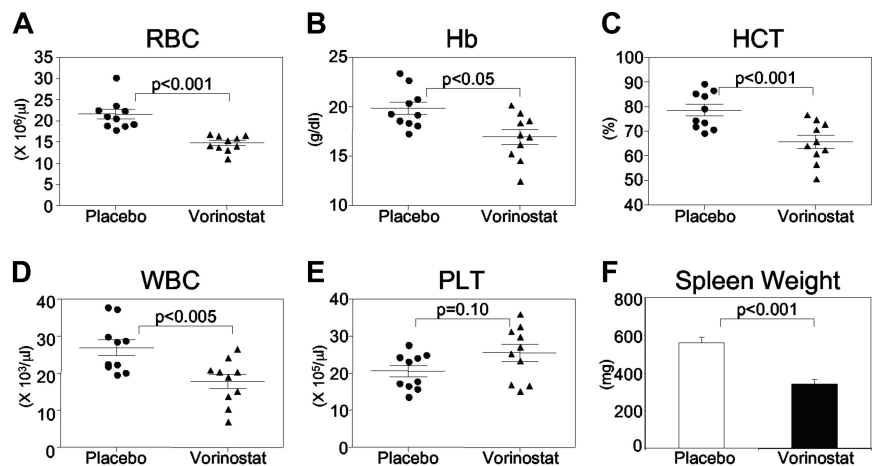 A RBC
35
30
25
20
15
10
5
0
(X 10⁶/µl)
p<0.001
Placebo Vorinostat
B Hb
25
20
15
10
(g/dl)
p<0.05
Placebo Vorinostat
C HCT
100
90
80
70
60
50
40
(%)
p<0.001
Placebo Vorinostat
D WBC
40
30
20
10
0
(X 10³/µl)
p<0.005
Placebo Vorinostat
E PLT
40
30
20
10
0
(X 10⁵/µl)
p=0.10
Placebo Vorinostat
F Spleen Weight
800
600
400
200
0
(mg)
p<0.001
Placebo Vorinostat